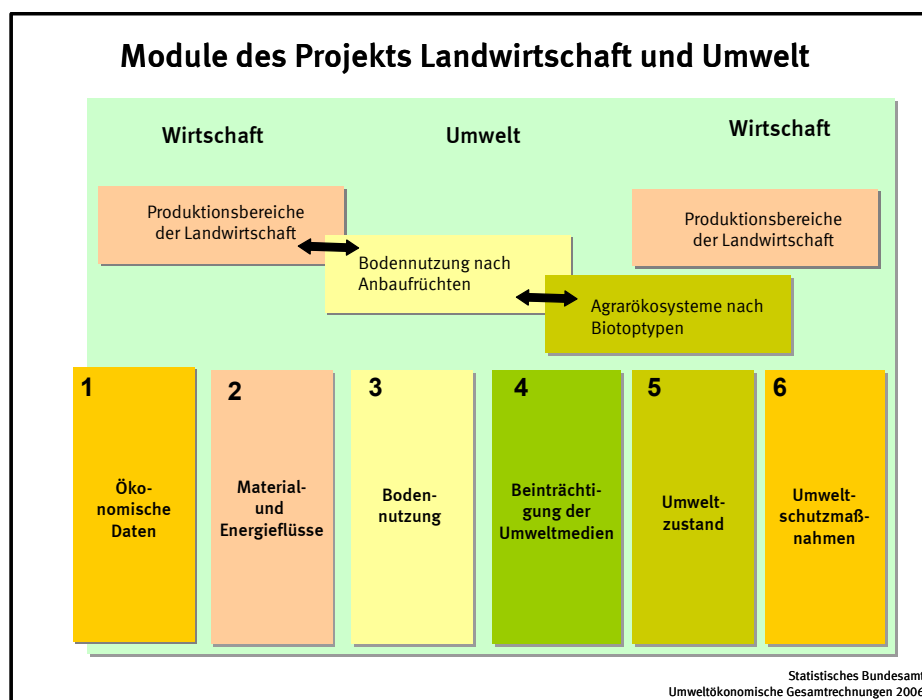 Module des Projekts Landwirtschaft und Umwelt
Wirtschaft
Umwelt
Wirtschaft
Produktionsbereiche
der Landwirtschaft
Produktionsbereiche
der Landwirtschaft
Bodennutzung nach
Anbaufrüchten
Agrarökosysteme nach
Biotoptypen
1
Öko-
nomische
Daten
2
Material-
und
Energieflüsse
3
Boden-
nutzung
4
Beinträchti-
gung der
Umweltmedien
5
Umwelt-
zustand
6
Umwelt-
schutzmaß-
nahmen
Statistisches Bundesamt
Umweltökonomische Gesamtrechnungen 2006